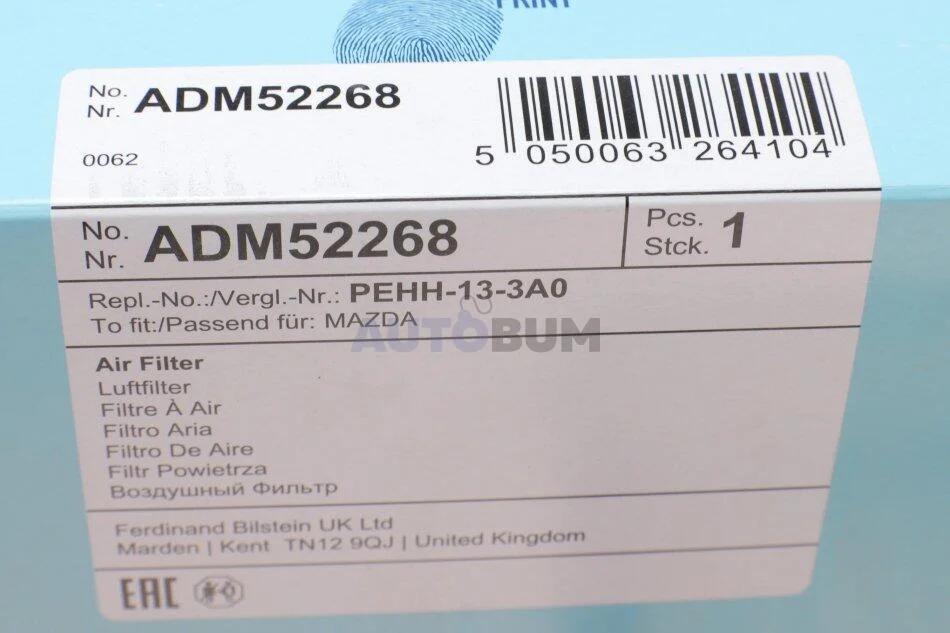 PRINT
No.
Nr. ADM52268
0062
5 050063 264104
No.
Nr. ADM52268
Pcs.
Stck. 1
Repl.-No.:/Vergl.-Nr.: PEHH-13-3A0
To fit:/Passend für: MAZDA
AUTOBUM
Air Filter
Luftfilter
Filtre À Air
Filtro Aria
Filtro De Aire
Filtr Powietrza
Воздушный Фильтр
Ferdinand Bilstein UK Ltd
Marden | Kent TN12 9QJ | United Kingdom
EAC